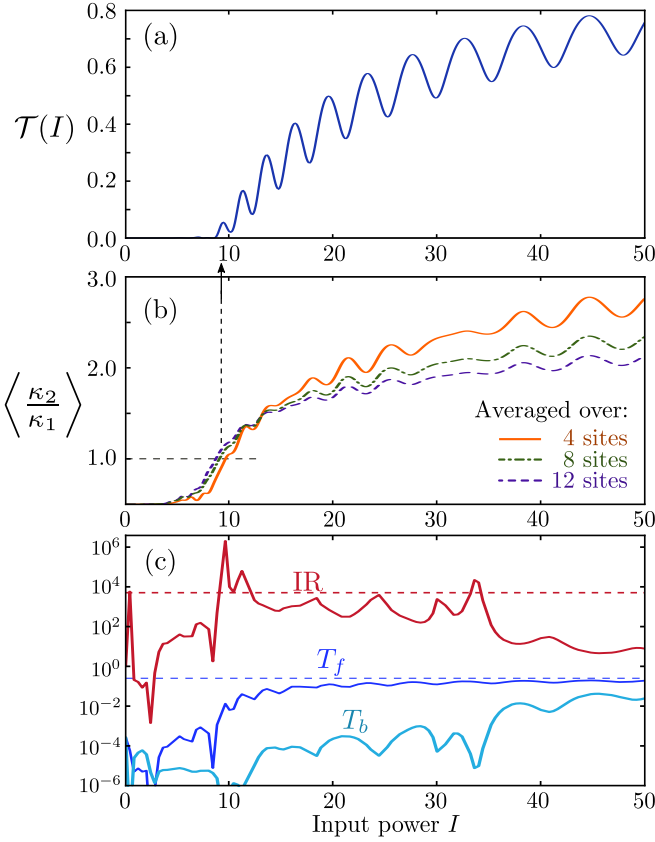 0.8
(a)
0.6
𝒯(I)
0.4
0.2
0.0
0 10 20 30 40 50
3.0
(b)
2.0
⟨κ₂/κ₁⟩
Averaged over:
4 sites
1.0
8 sites
12 sites
0 10 20 30 40 50
10⁶
(c)
10⁴
IR
10²
10⁰
T_f
10⁻²
T_b
10⁻⁴
10⁻⁶
0 10 20 30 40 50
Input power I